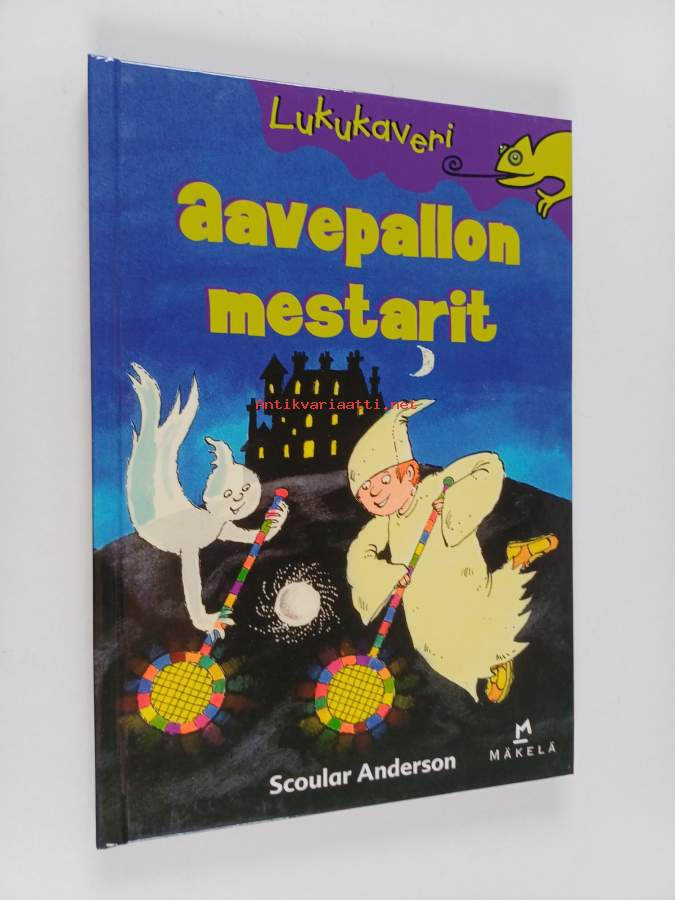 Lukukaveri
aavepallon
mestarit
Antikvariaatti.net
M
MÄKELÄ
Scoular Anderson